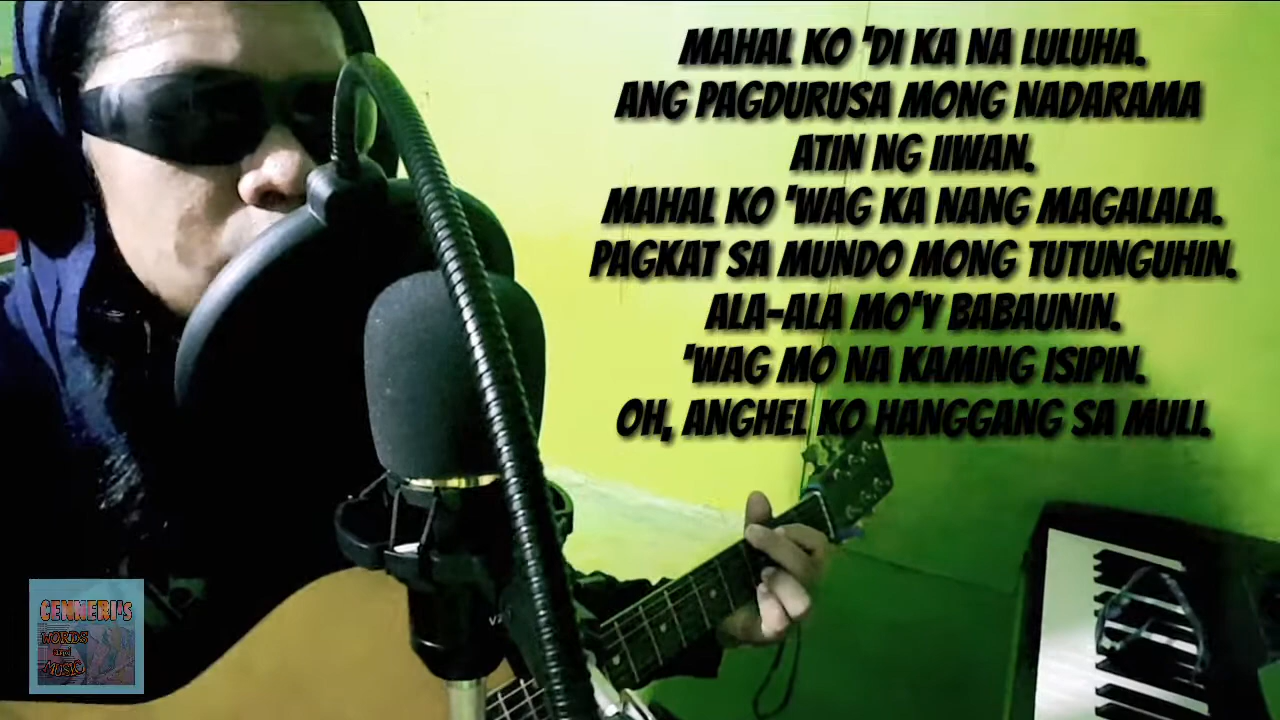 MAHAL KO 'DI KA NA LULUHA.
ANG PAGDURUSA MONG NADARAMA
ATIN NG IIWAN.
MAHAL KO 'WAG KA NANG MAGALALA.
PAGKAT SA MUNDO MONG TUTUNGUHIN.
ALA-ALA MO'Y BABAUNIN.
'WAG MO NA KAMING ISIPIN.
OH, ANGHEL KO HANGGANG SA MULI.
CENNERI'S
WORDS
and
MUSIC